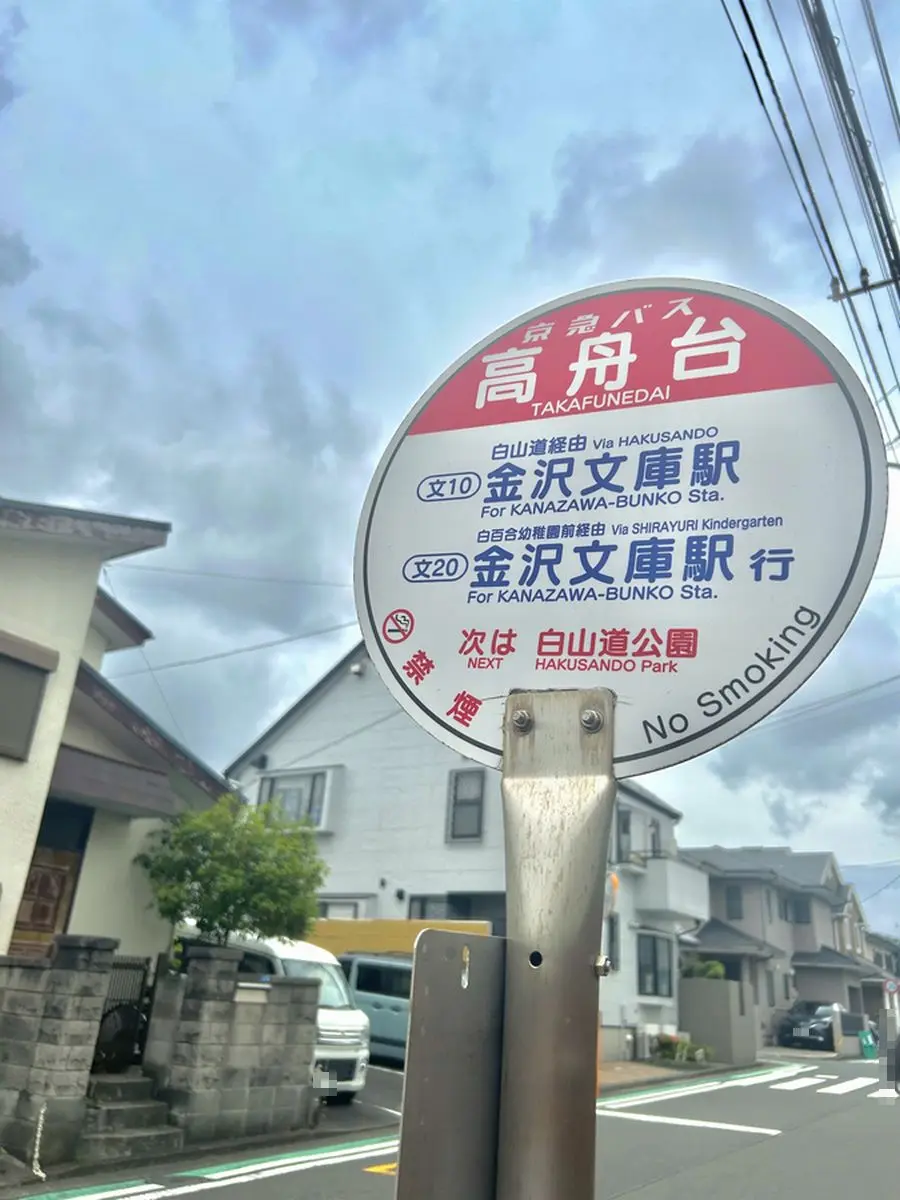 京急バス
高舟台
TAKAFUNEDAI
白山道経由 Via HAKUSANDO
文10 金沢文庫駅
For KANAZAWA-BUNKO Sta.
白百合幼稚園前経由 Via SHIRAYURI Kindergarten
文20 金沢文庫駅 行
For KANAZAWA-BUNKO Sta.
次は 白山道公園
NEXT HAKUSANDO Park
禁煙
No Smoking